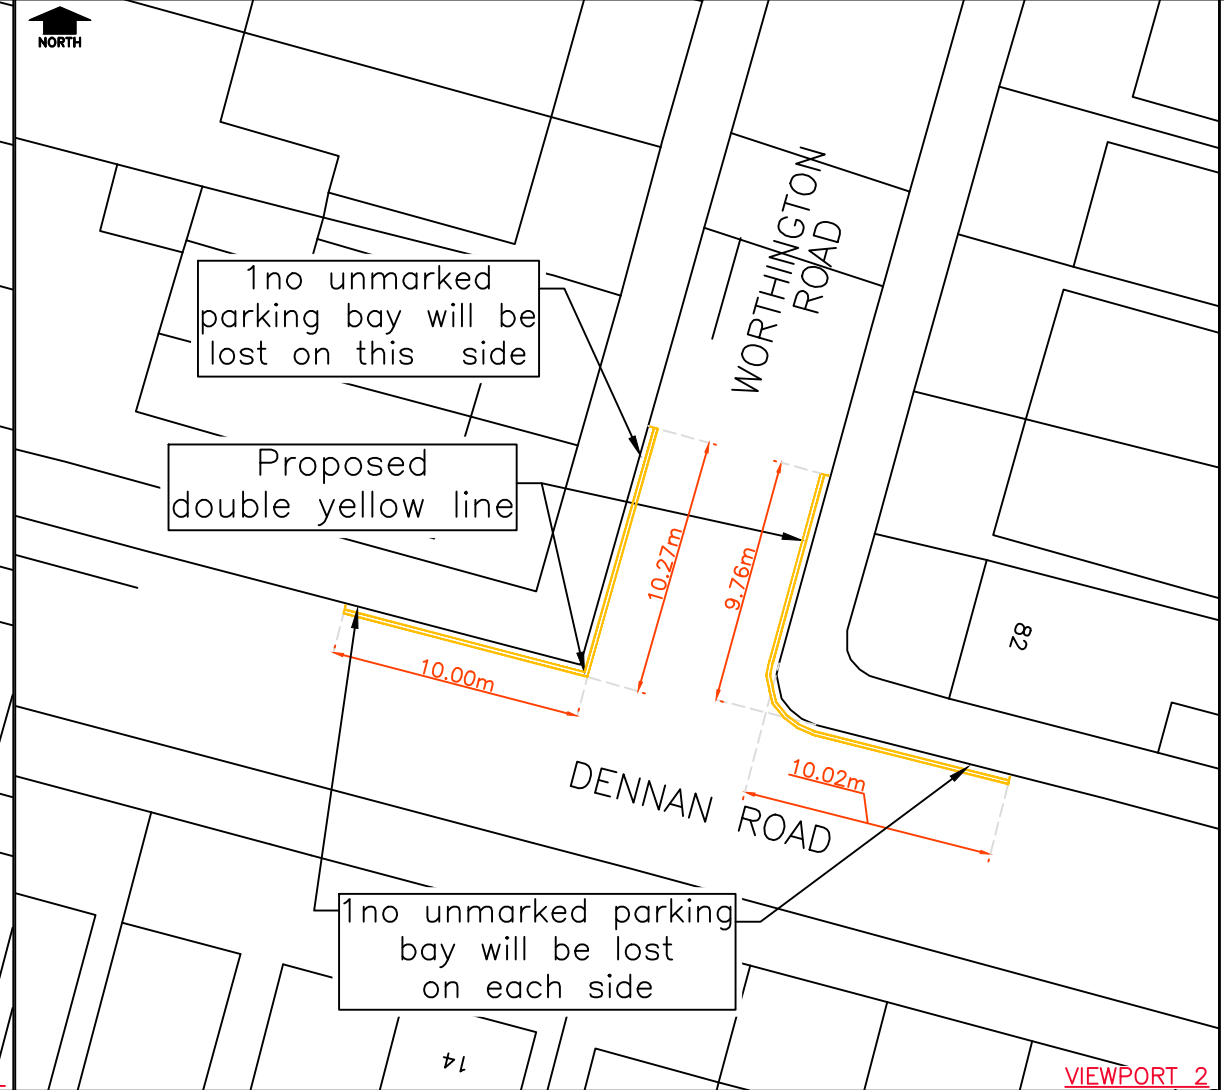 NORTH
WORTHINGTON
ROAD
1no unmarked
parking bay will be
lost on this side
Proposed
double yellow line
10.27m
9.76m
82
10.00m
10.02m
DENNAN ROAD
1no unmarked parking
bay will be lost
on each side
14
VIEWPORT 2